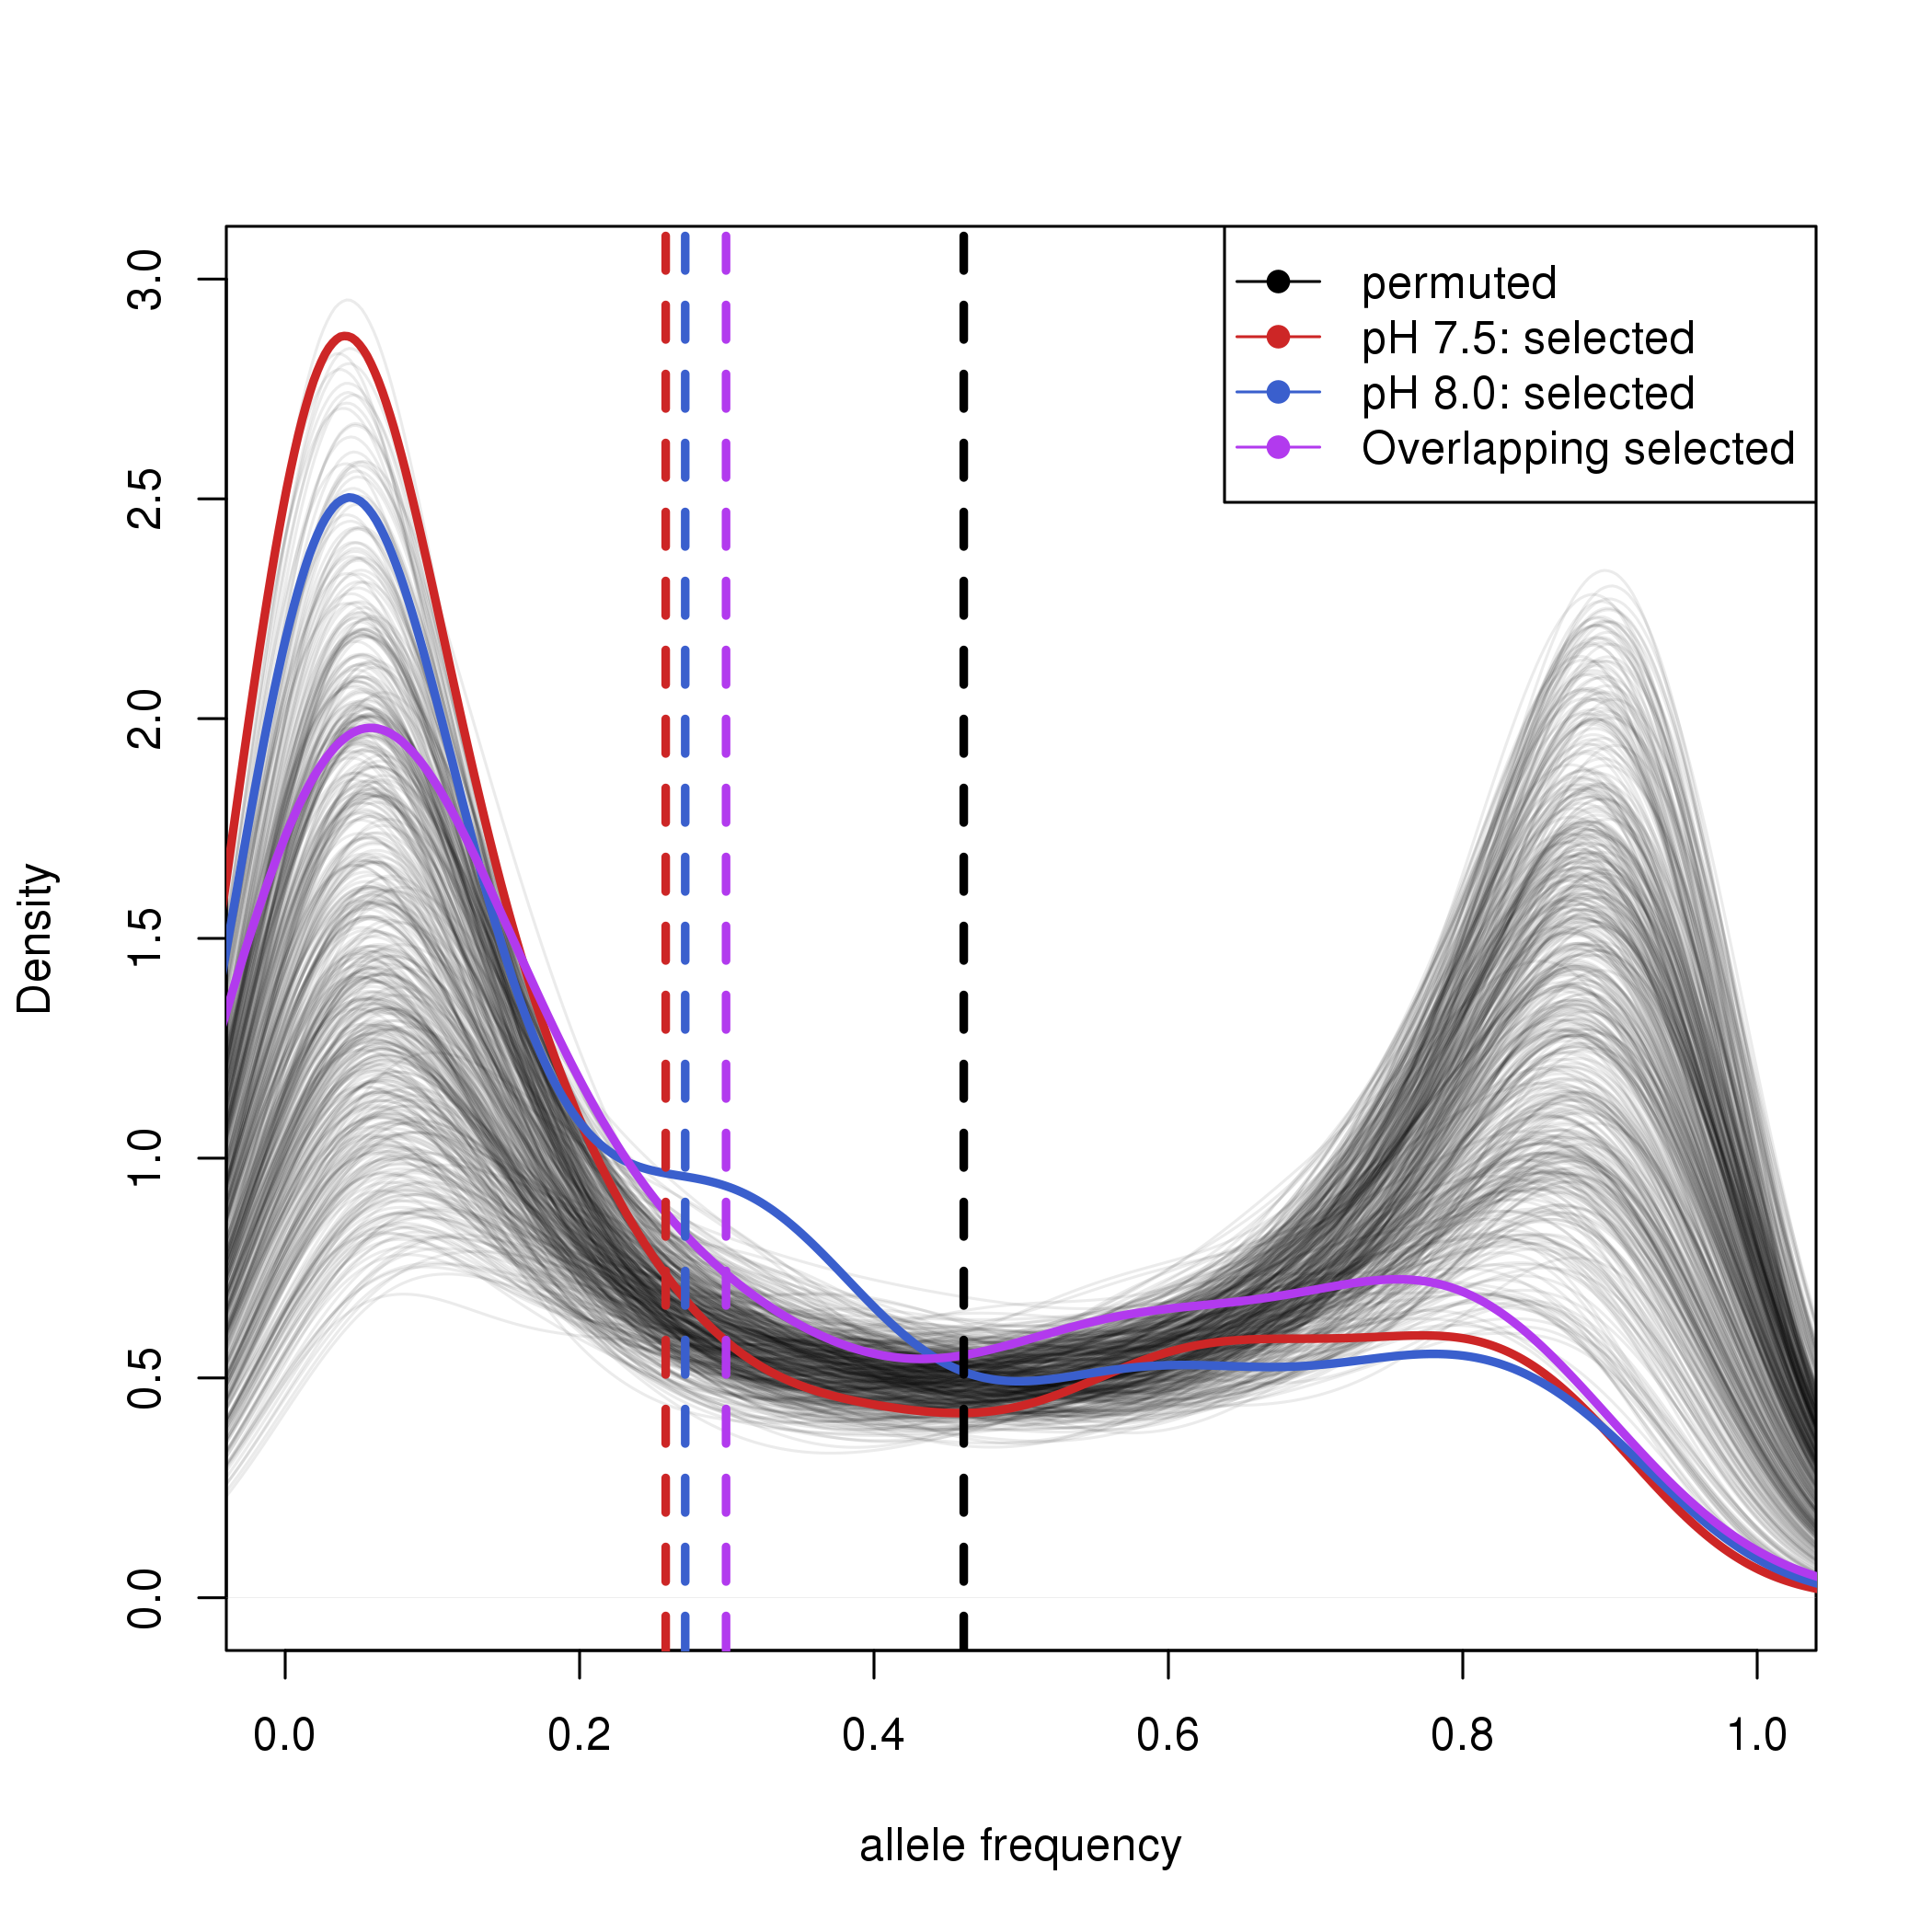 permuted
pH 7.5: selected
pH 8.0: selected
Overlapping selected
Density
3.0
2.5
2.0
1.5
1.0
0.5
0.0
0.0 0.2 0.4 0.6 0.8 1.0
allele frequency